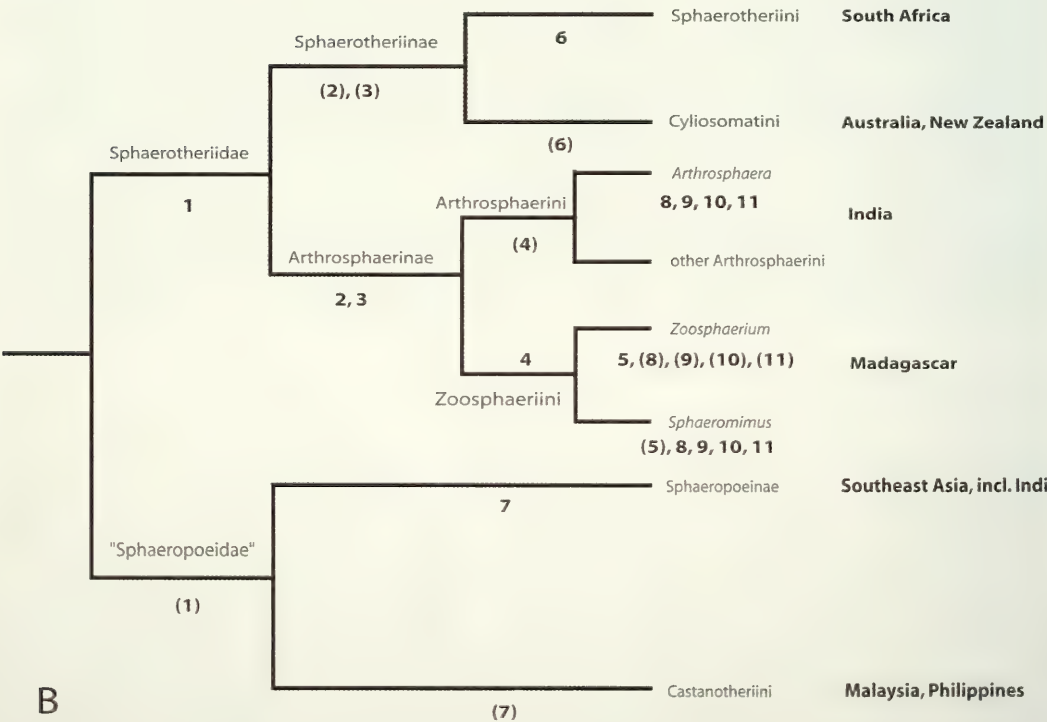 Sphaerotheriini South Africa
Sphaerotheriinae
6
(2), (3)
Cyliosomatini Australia, New Zealand
(6)
Sphaerotheriidae
Arthrosphaera
1
Arthrosphaerini 8, 9, 10, 11
India
(4)
Arthrosphaerinae other Arthrosphaerini
2, 3
Zoosphaerium
4 5, (8), (9), (10), (11) Madagascar
Zoosphaeriini
Sphaeromimus
(5), 8, 9, 10, 11
Sphaeropoeinae Southeast Asia, incl. Indi
7
"Sphaeropoeidae"
(1)
B Castanotheriini Malaysia, Philippines
(7)